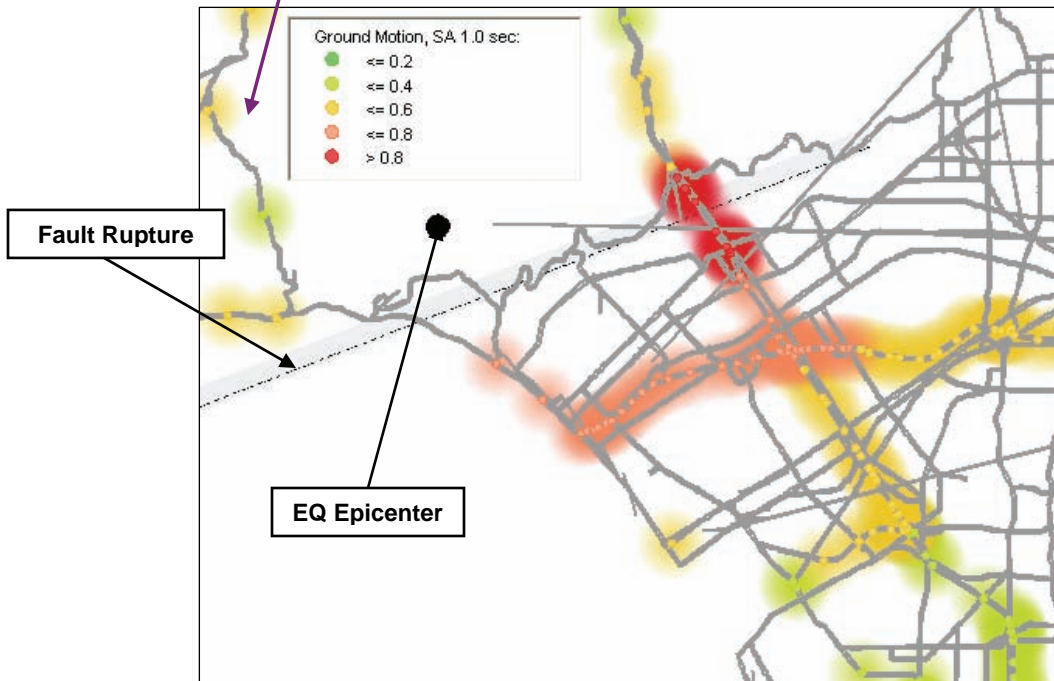 Ground Motion, SA 1.0 sec:
<= 0.2
<= 0.4
<= 0.6
<= 0.8
> 0.8
Fault Rupture
EQ Epicenter